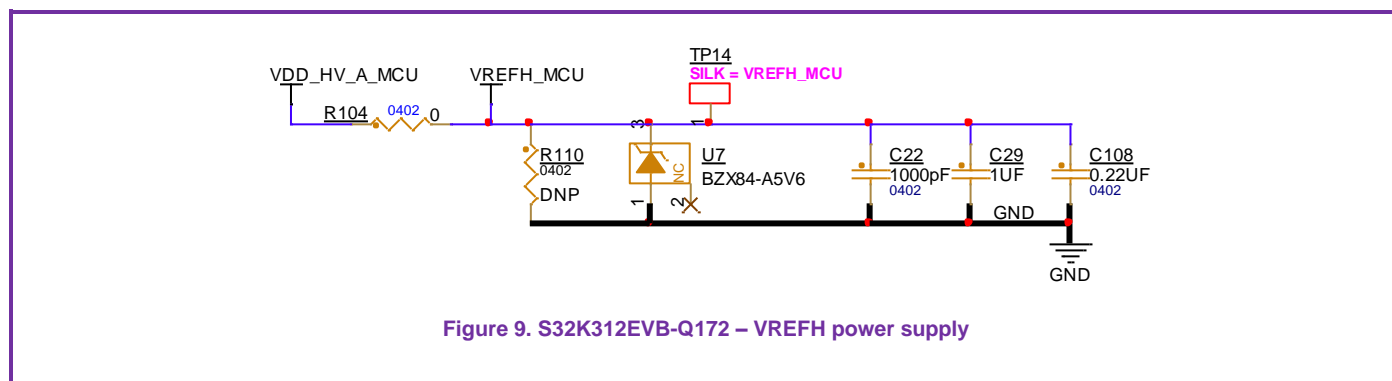 TP14
SILK = VREFH_MCU
VDD_HV_A_MCU
VREFH_MCU
R104
0402
0
3
1
R110
0402
DNP
NC
U7
BZX84-A5V6
C22
1000pF
0402
C29
1UF
C108
0.22UF
0402
1
2
GND
GND
Figure 9. S32K312EVB-Q172 – VREFH power supply